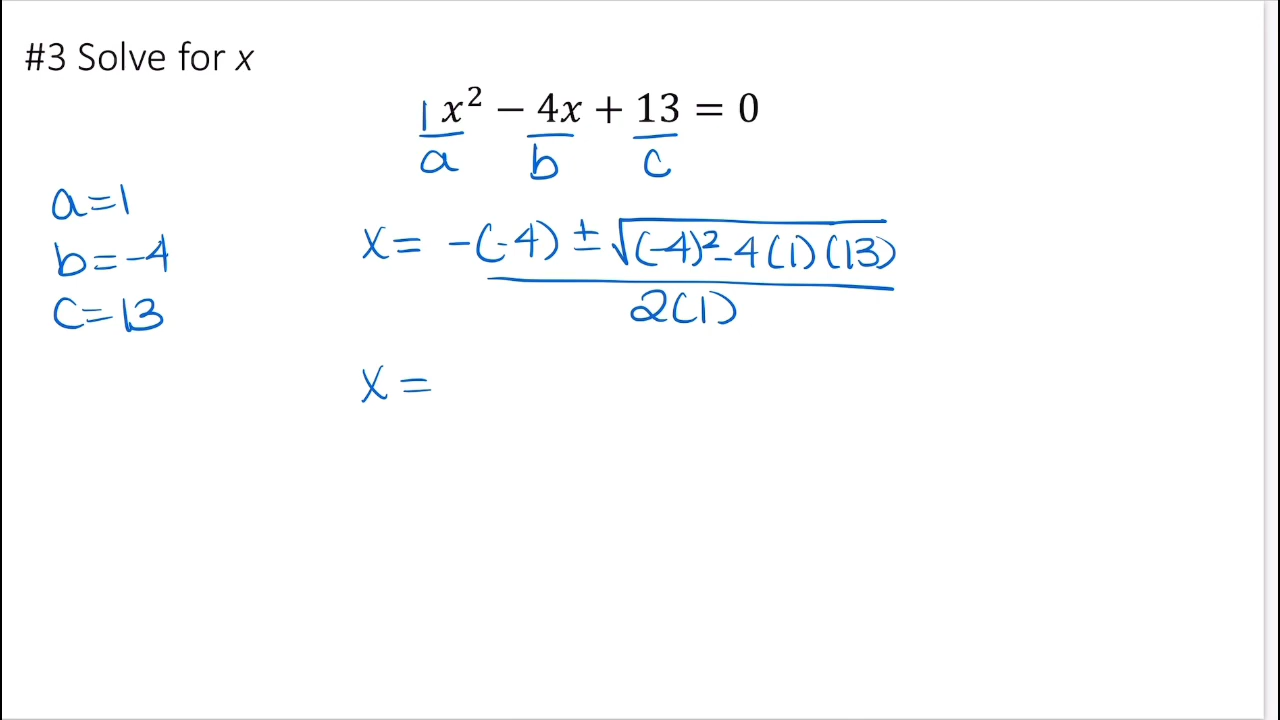 #3 Solve for x
1x² − 4x + 13 = 0
a b c
a=1
b=-4
c=13
x= -(-4) ± √(-4)²-4(1)(13)
2(1)
x=